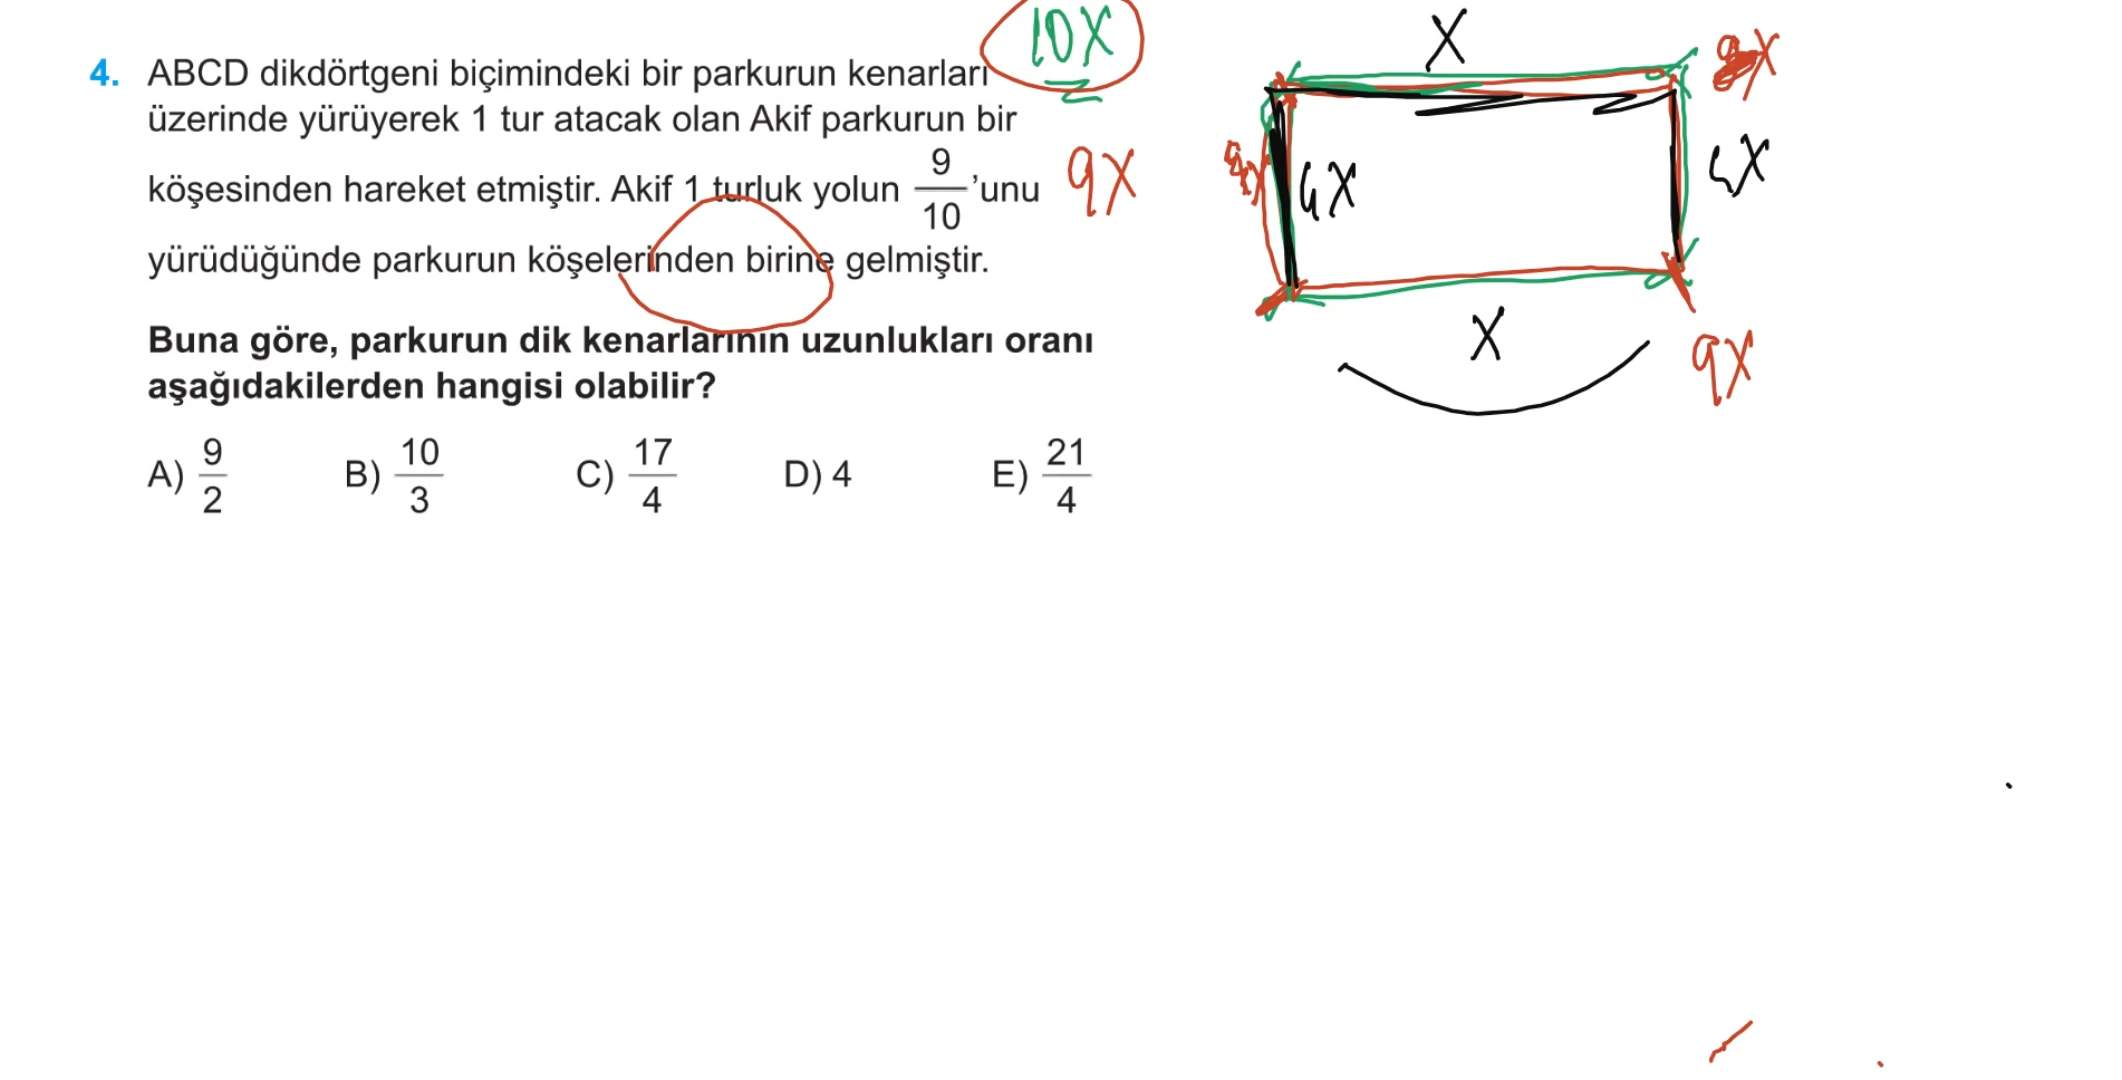 10X
4. ABCD dikdörtgeni biçimindeki bir parkurun kenarları
üzerinde yürüyerek 1 tur atacak olan Akif parkurun bir
köşesinden hareket etmiştir. Akif 1 turluk yolun 9/10 'unu 9X
yürüdüğünde parkurun köşelerinden birine gelmiştir.
Buna göre, parkurun dik kenarlarının uzunlukları oranı
aşağıdakilerden hangisi olabilir?
A) 9/2 B) 10/3 C) 17/4 D) 4 E) 21/4
X
4X
X
9X